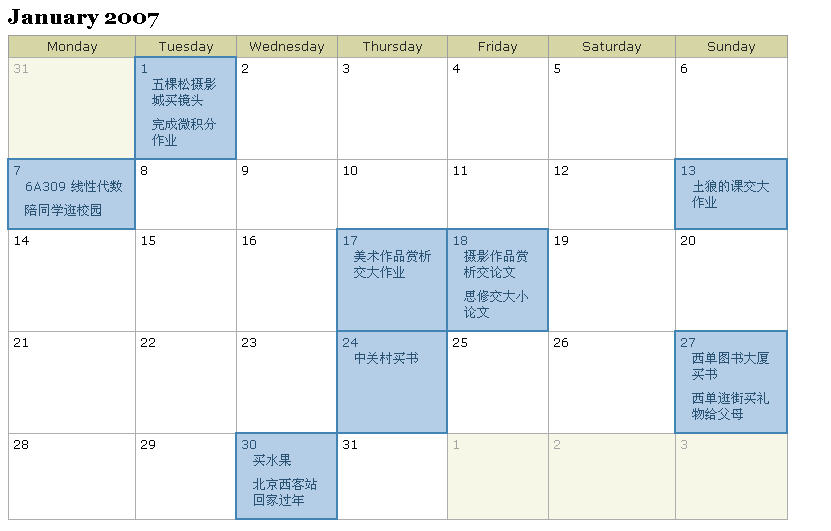 January 2007
Monday Tuesday Wednesday Thursday Friday Saturday Sunday
31
1
五棵松摄影
城买镜头
完成微积分
作业
2
3
4
5
6
7
6A309 线性代数
陪同学逛校园
8
9
10
11
12
13
土狼的课交大
作业
14
15
16
17
美术作品赏析
交大作业
18
摄影作品赏
析交论文
思修交大小
论文
19
20
21
22
23
24
中关村买书
25
26
27
西单图书大厦
买书
西单逛街买礼
物给父母
28
29
30
买水果
北京西客站
回家过年
31
1
2
3